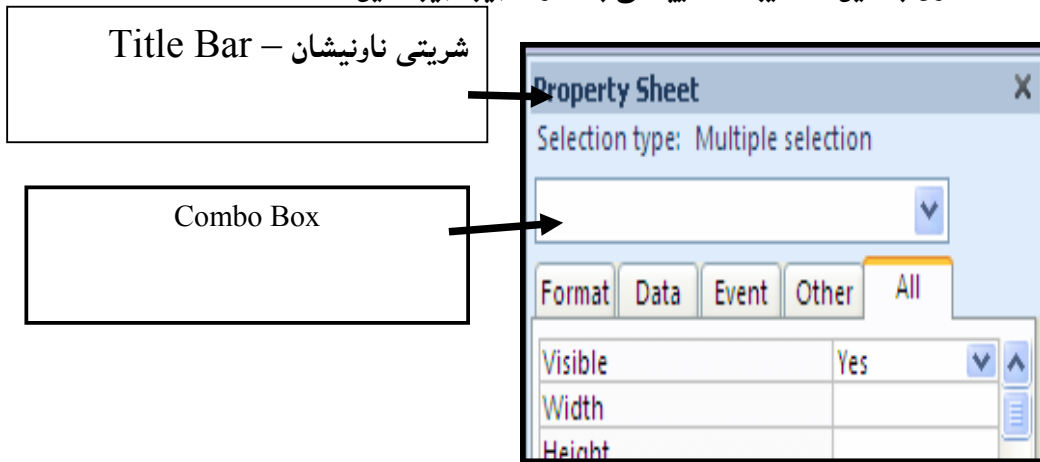 شریتی ناونیشان – Title Bar
Combo Box
Property Sheet
Selection type: Multiple selection
Format Data Event Other All
Visible Yes
Width
Height